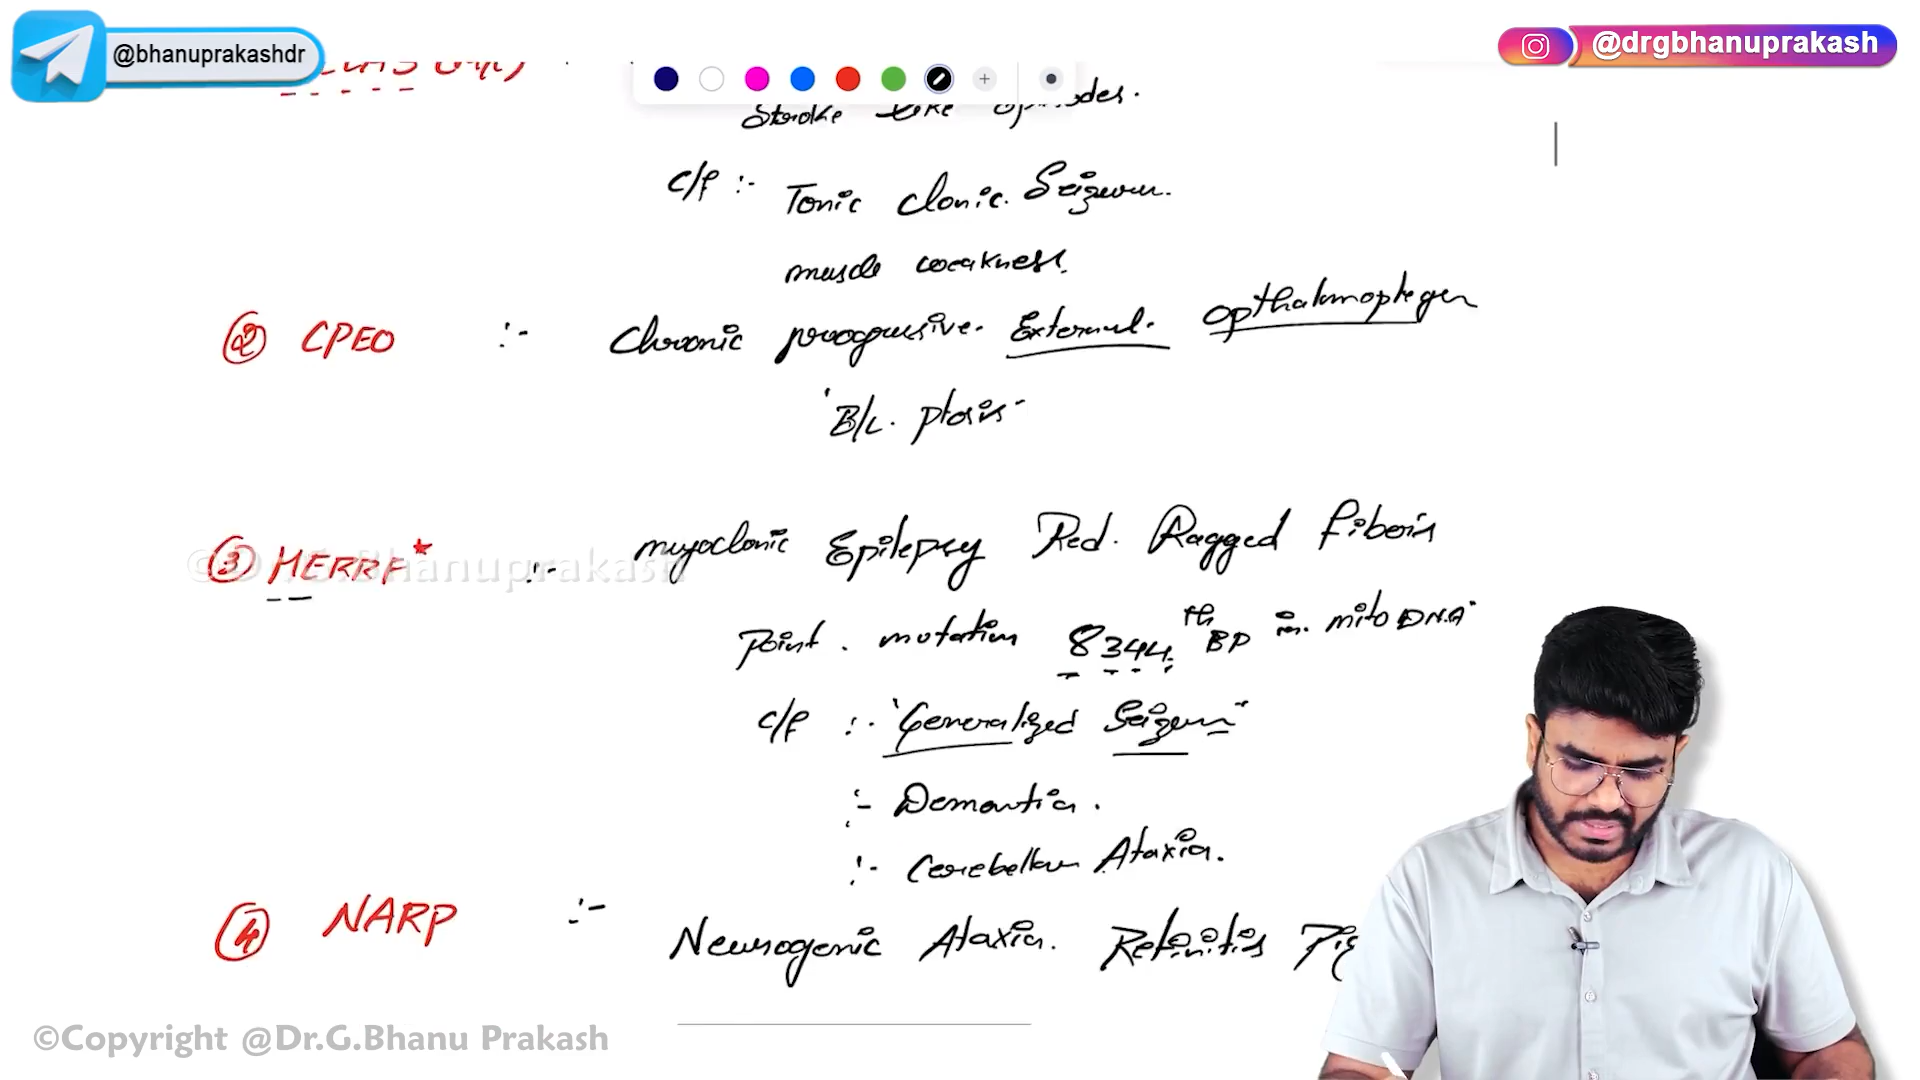 @bhanuprakashdr
@drgbhanuprakash
Stroke like episodes.
C/F :- Tonic clonic. Seizure.
muscle weakness.
② CPEO :- Chronic progressive. External. Opthalmoplegia
'B/L. ptosis'
③ MERRF* :- myoclonic Epilepsy Red. Ragged fibers
Point. mutation 8344th BP in. mito DNA
C/F :- "Generalized Seizure"
:- Dementia.
:- Cerebellar Ataxia.
④ NARP :- Neurogenic Ataxia. Retinitis Pig
©Copyright @Dr.G.Bhanu Prakash